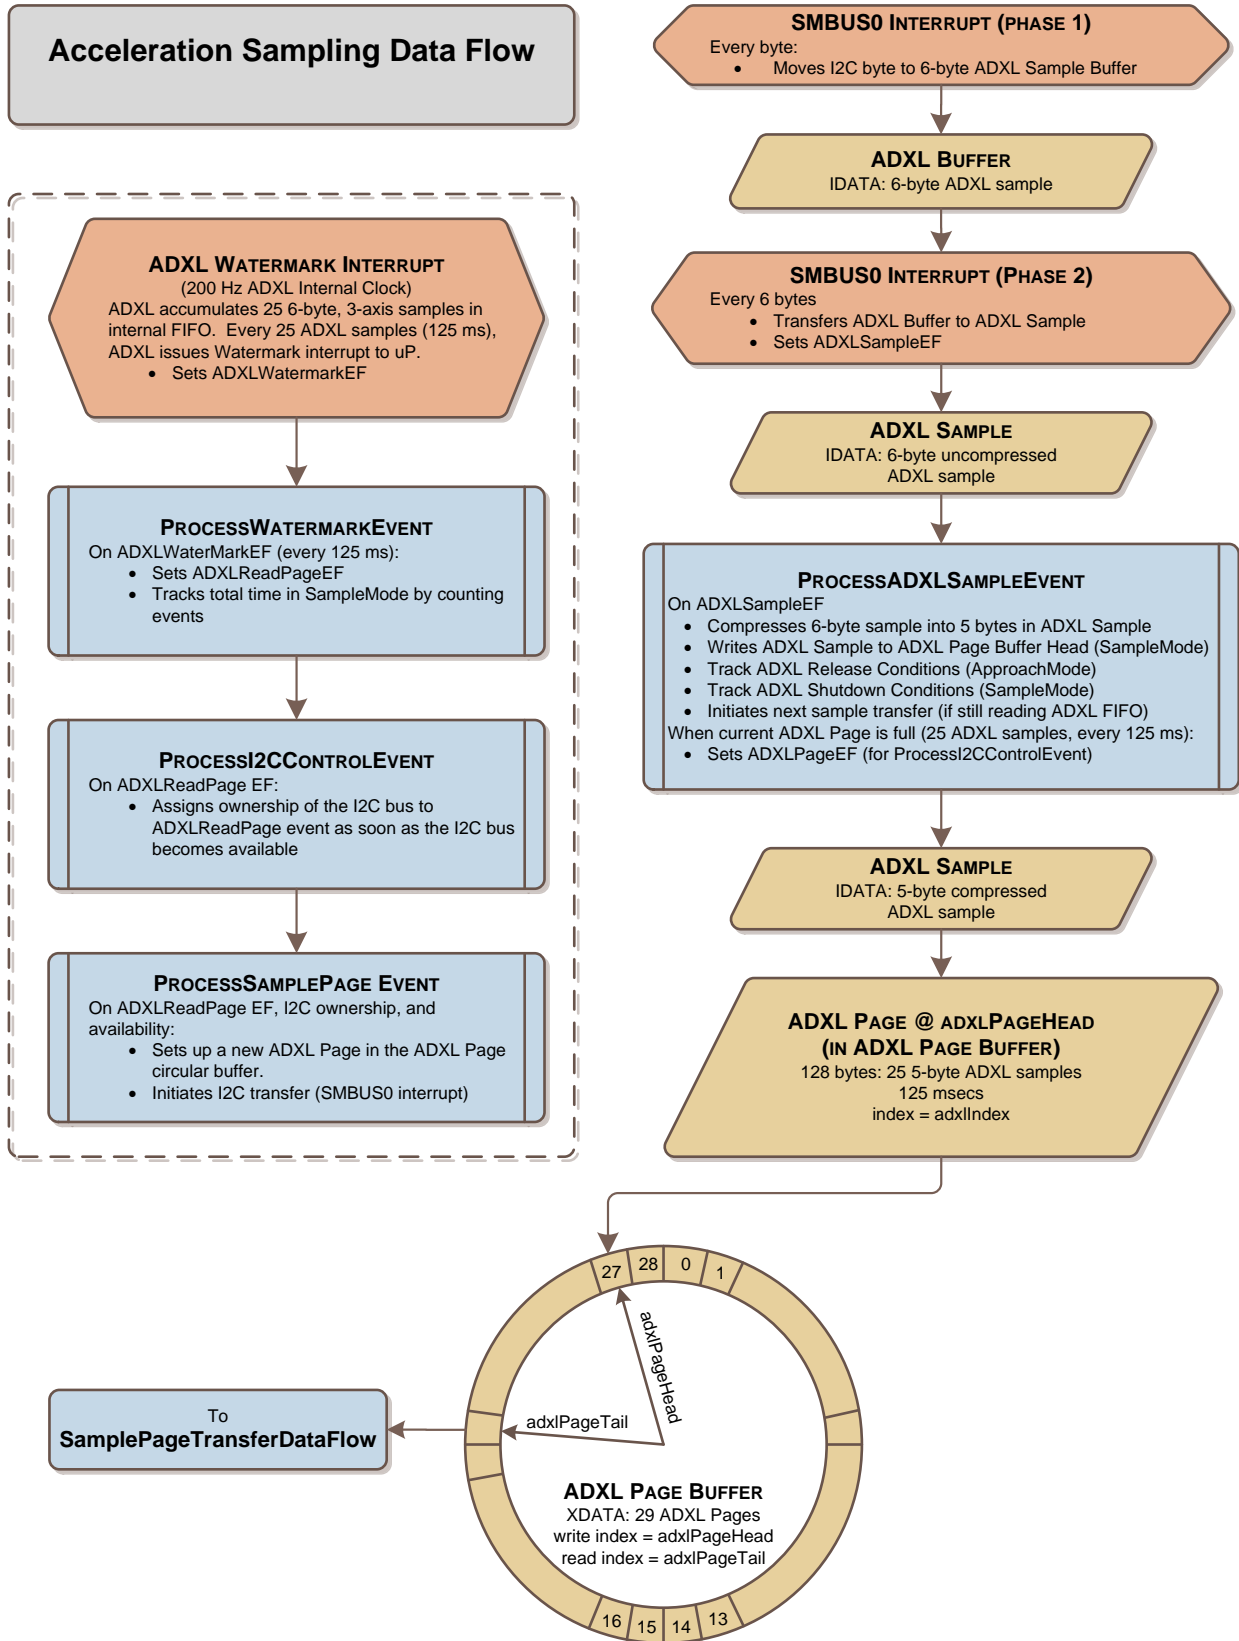 Acceleration Sampling Data Flow
ADXL WATERMARK INTERRUPT
(200 Hz ADXL Internal Clock)
ADXL accumulates 25 6-byte, 3-axis samples in
internal FIFO.  Every 25 ADXL samples (125 ms),
ADXL issues Watermark interrupt to uP.
• Sets ADXLWatermarkEF
PROCESSWATERMARKEVENT
On ADXLWaterMarkEF (every 125 ms):
• Sets ADXLReadPageEF
• Tracks total time in SampleMode by counting
events
PROCESSI2CCONTROLEVENT
On ADXLReadPage EF:
• Assigns ownership of the I2C bus to
ADXLReadPage event as soon as the I2C bus
becomes available
PROCESSSAMPLEPAGE EVENT
On ADXLReadPage EF, I2C ownership, and
availability:
• Sets up a new ADXL Page in the ADXL Page
circular buffer.
• Initiates I2C transfer (SMBUS0 interrupt)
SMBUS0 INTERRUPT (PHASE 1)
Every byte:
• Moves I2C byte to 6-byte ADXL Sample Buffer
ADXL BUFFER
IDATA: 6-byte ADXL sample
SMBUS0 INTERRUPT (PHASE 2)
Every 6 bytes
• Transfers ADXL Buffer to ADXL Sample
• Sets ADXLSampleEF
ADXL SAMPLE
IDATA: 6-byte uncompressed
ADXL sample
PROCESSADXLSAMPLEEVENT
On ADXLSampleEF
• Compresses 6-byte sample into 5 bytes in ADXL Sample
• Writes ADXL Sample to ADXL Page Buffer Head (SampleMode)
• Track ADXL Release Conditions (ApproachMode)
• Track ADXL Shutdown Conditions (SampleMode)
• Initiates next sample transfer (if still reading ADXL FIFO)
When current ADXL Page is full (25 ADXL samples, every 125 ms):
• Sets ADXLPageEF (for ProcessI2CControlEvent)
ADXL SAMPLE
IDATA: 5-byte compressed
ADXL sample
ADXL PAGE @ ADXLPAGEHEAD
(IN ADXL PAGE BUFFER)
128 bytes: 25 5-byte ADXL samples
125 msecs
index = adxlIndex
27 28 0 1
adxlPageHead
adxlPageTail
To
SamplePageTransferDataFlow
ADXL PAGE BUFFER
XDATA: 29 ADXL Pages
write index = adxlPageHead
read index = adxlPageTail
16 15 14 13